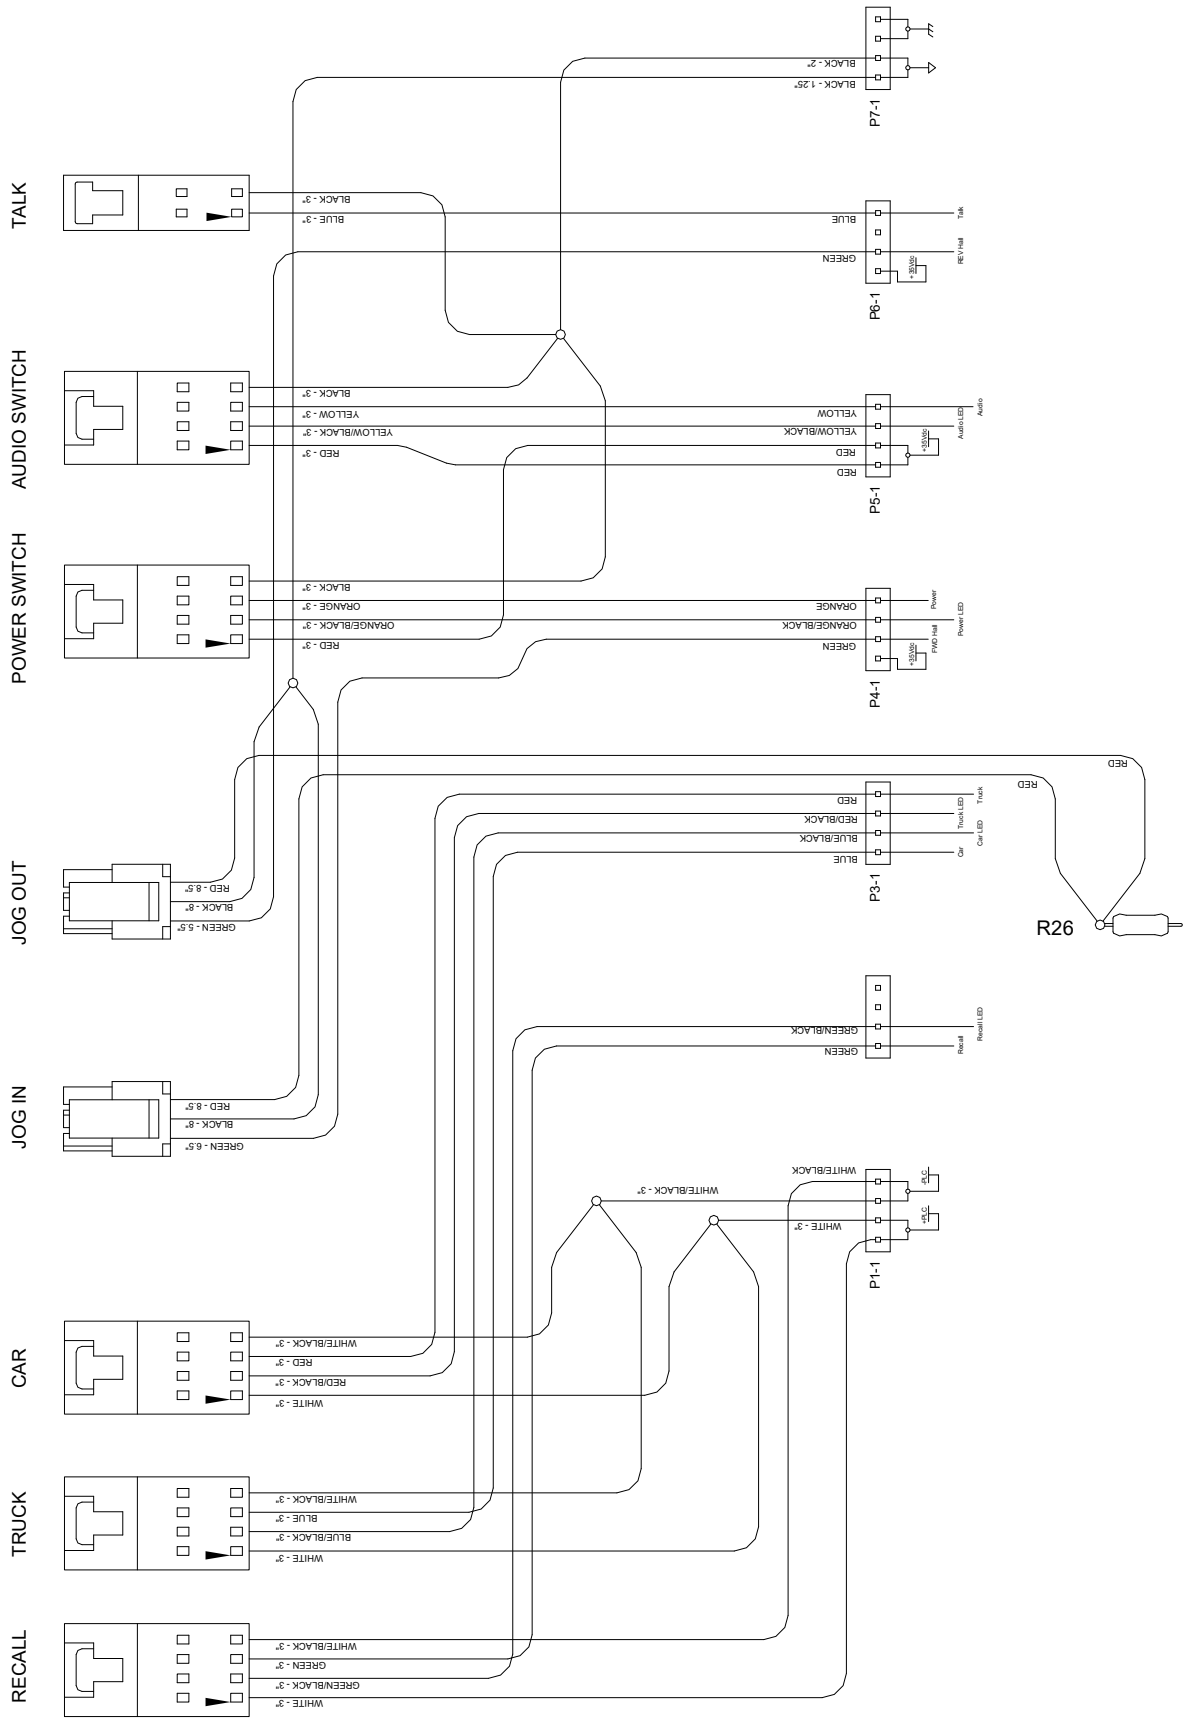 BLACK - 2"
BLACK - 1.25"
P7-1
TALK
BLACK - 3"
BLUE - 3"
BLUE
GREEN
Talk
REV Hall
+ 35Vdc
P6-1
AUDIO SWITCH
BLACK - 3"
YELLOW - 3"
YELLOW/BLACK - 3"
RED - 3"
YELLOW
YELLOW/BLACK
RED
RED
Audio
Audio LED
+35Vdc
P5-1
POWER SWITCH
BLACK - 3"
ORANGE - 3"
ORANGE/BLACK - 3"
RED - 3"
ORANGE
ORANGE/BLACK
GREEN
Power
Power LED
FWD Hall
+35Vdc
P4-1
RED
RED
JOG OUT
RED - 8.5"
BLACK - 8"
GREEN - 5.5"
RED
RED/BLACK
BLUE/BLACK
BLUE
Truck
Truck LED
Car LED
Car
P3-1
R26
GREEN/BLACK
GREEN
Recall LED
Recall
JOG IN
RED - 8.5"
BLACK - 8"
GREEN - 6.5"
WHITE/BLACK
WHITE/BLACK - 3"
WHITE - 3"
-PLC
+PLC
P1-1
CAR
WHITE/BLACK - 3"
RED - 3"
RED/BLACK - 3"
WHITE - 3"
TRUCK
WHITE/BLACK - 3"
BLUE - 3"
BLUE/BLACK - 3"
WHITE - 3"
RECALL
WHITE/BLACK - 3"
GREEN - 3"
GREEN/BLACK - 3"
WHITE - 3"